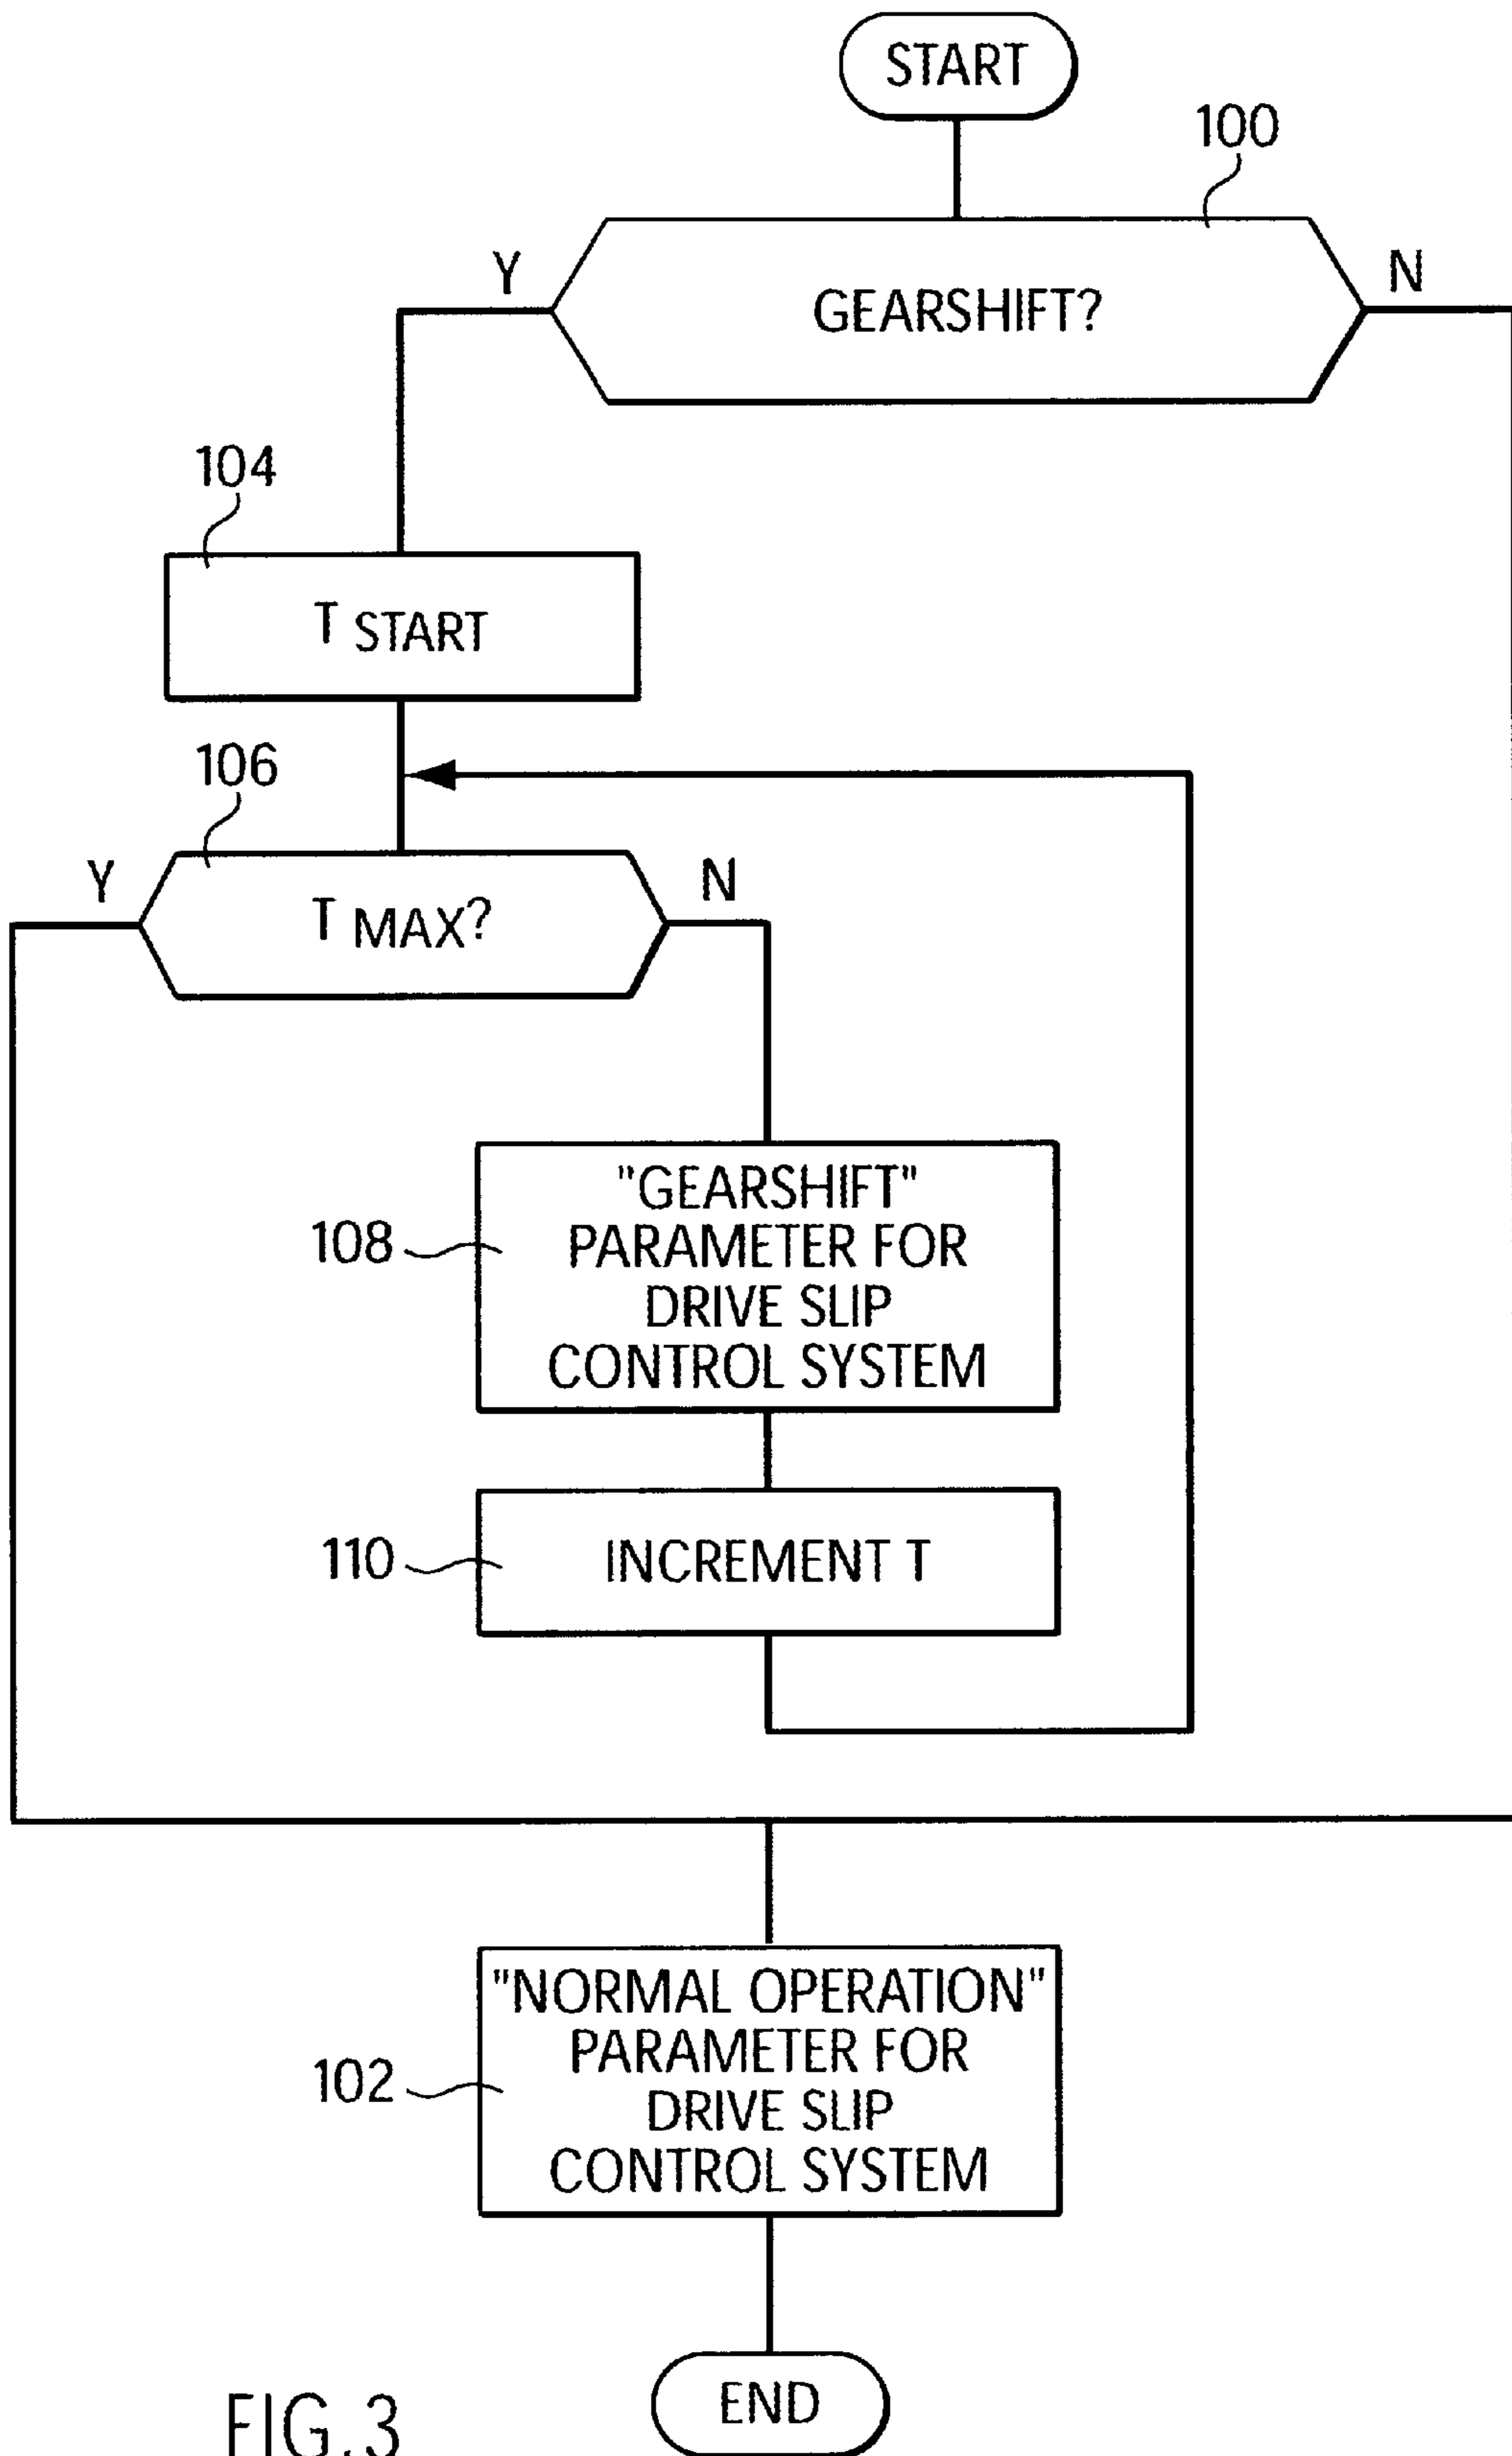 START
100
Y
N
GEARSHIFT?
104
T START
106
Y
N
T MAX?
"GEARSHIFT"
PARAMETER FOR
DRIVE SLIP
CONTROL SYSTEM
108
INCREMENT T
110
"NORMAL OPERATION"
PARAMETER FOR
DRIVE SLIP
CONTROL SYSTEM
102
END
FIG.3